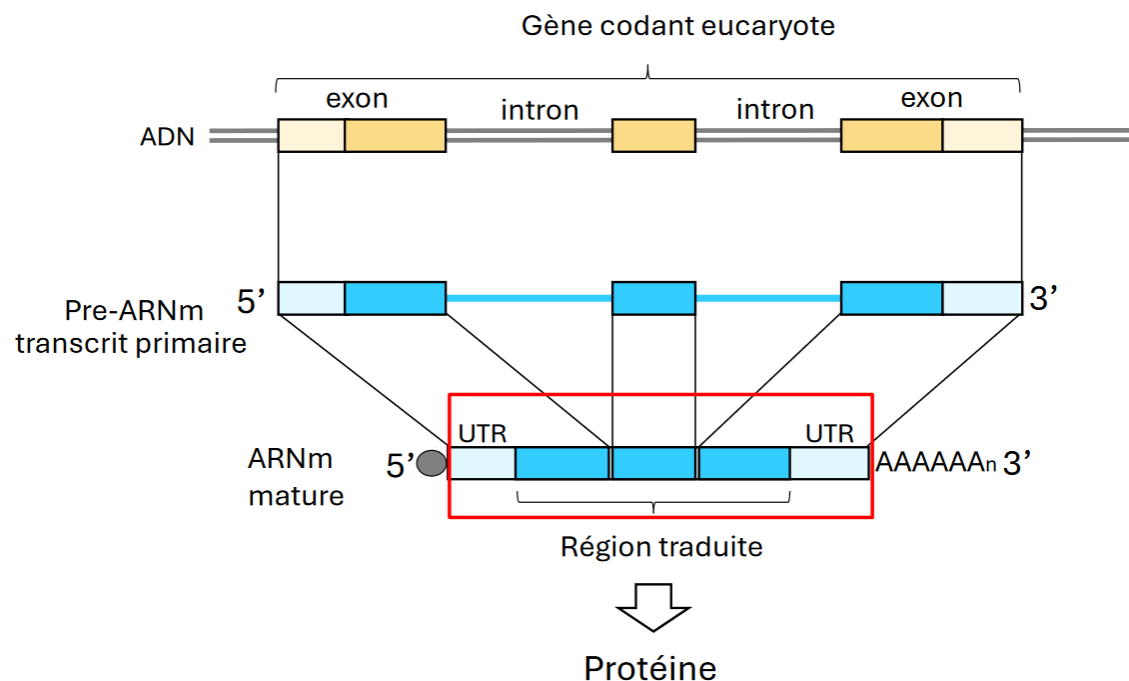 Gène codant eucaryote
exon
intron
intron
exon
ADN
Pre-ARNm
transcrit primaire
5’
3’
UTR
UTR
ARNm
mature
5’
AAAAAAn 3’
Région traduite
Protéine